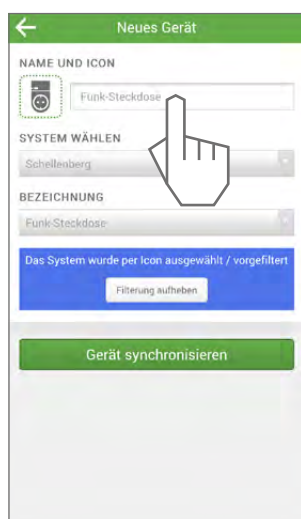 Neues Gerät
NAME UND ICON
Funk-Steckdose
SYSTEM WÄHLEN
Schellenberg
BEZEICHNUNG
Funk-Steckdose
Das System wurde per Icon ausgewählt / vorgefiltert
Filterung aufheben
Gerät synchronisieren